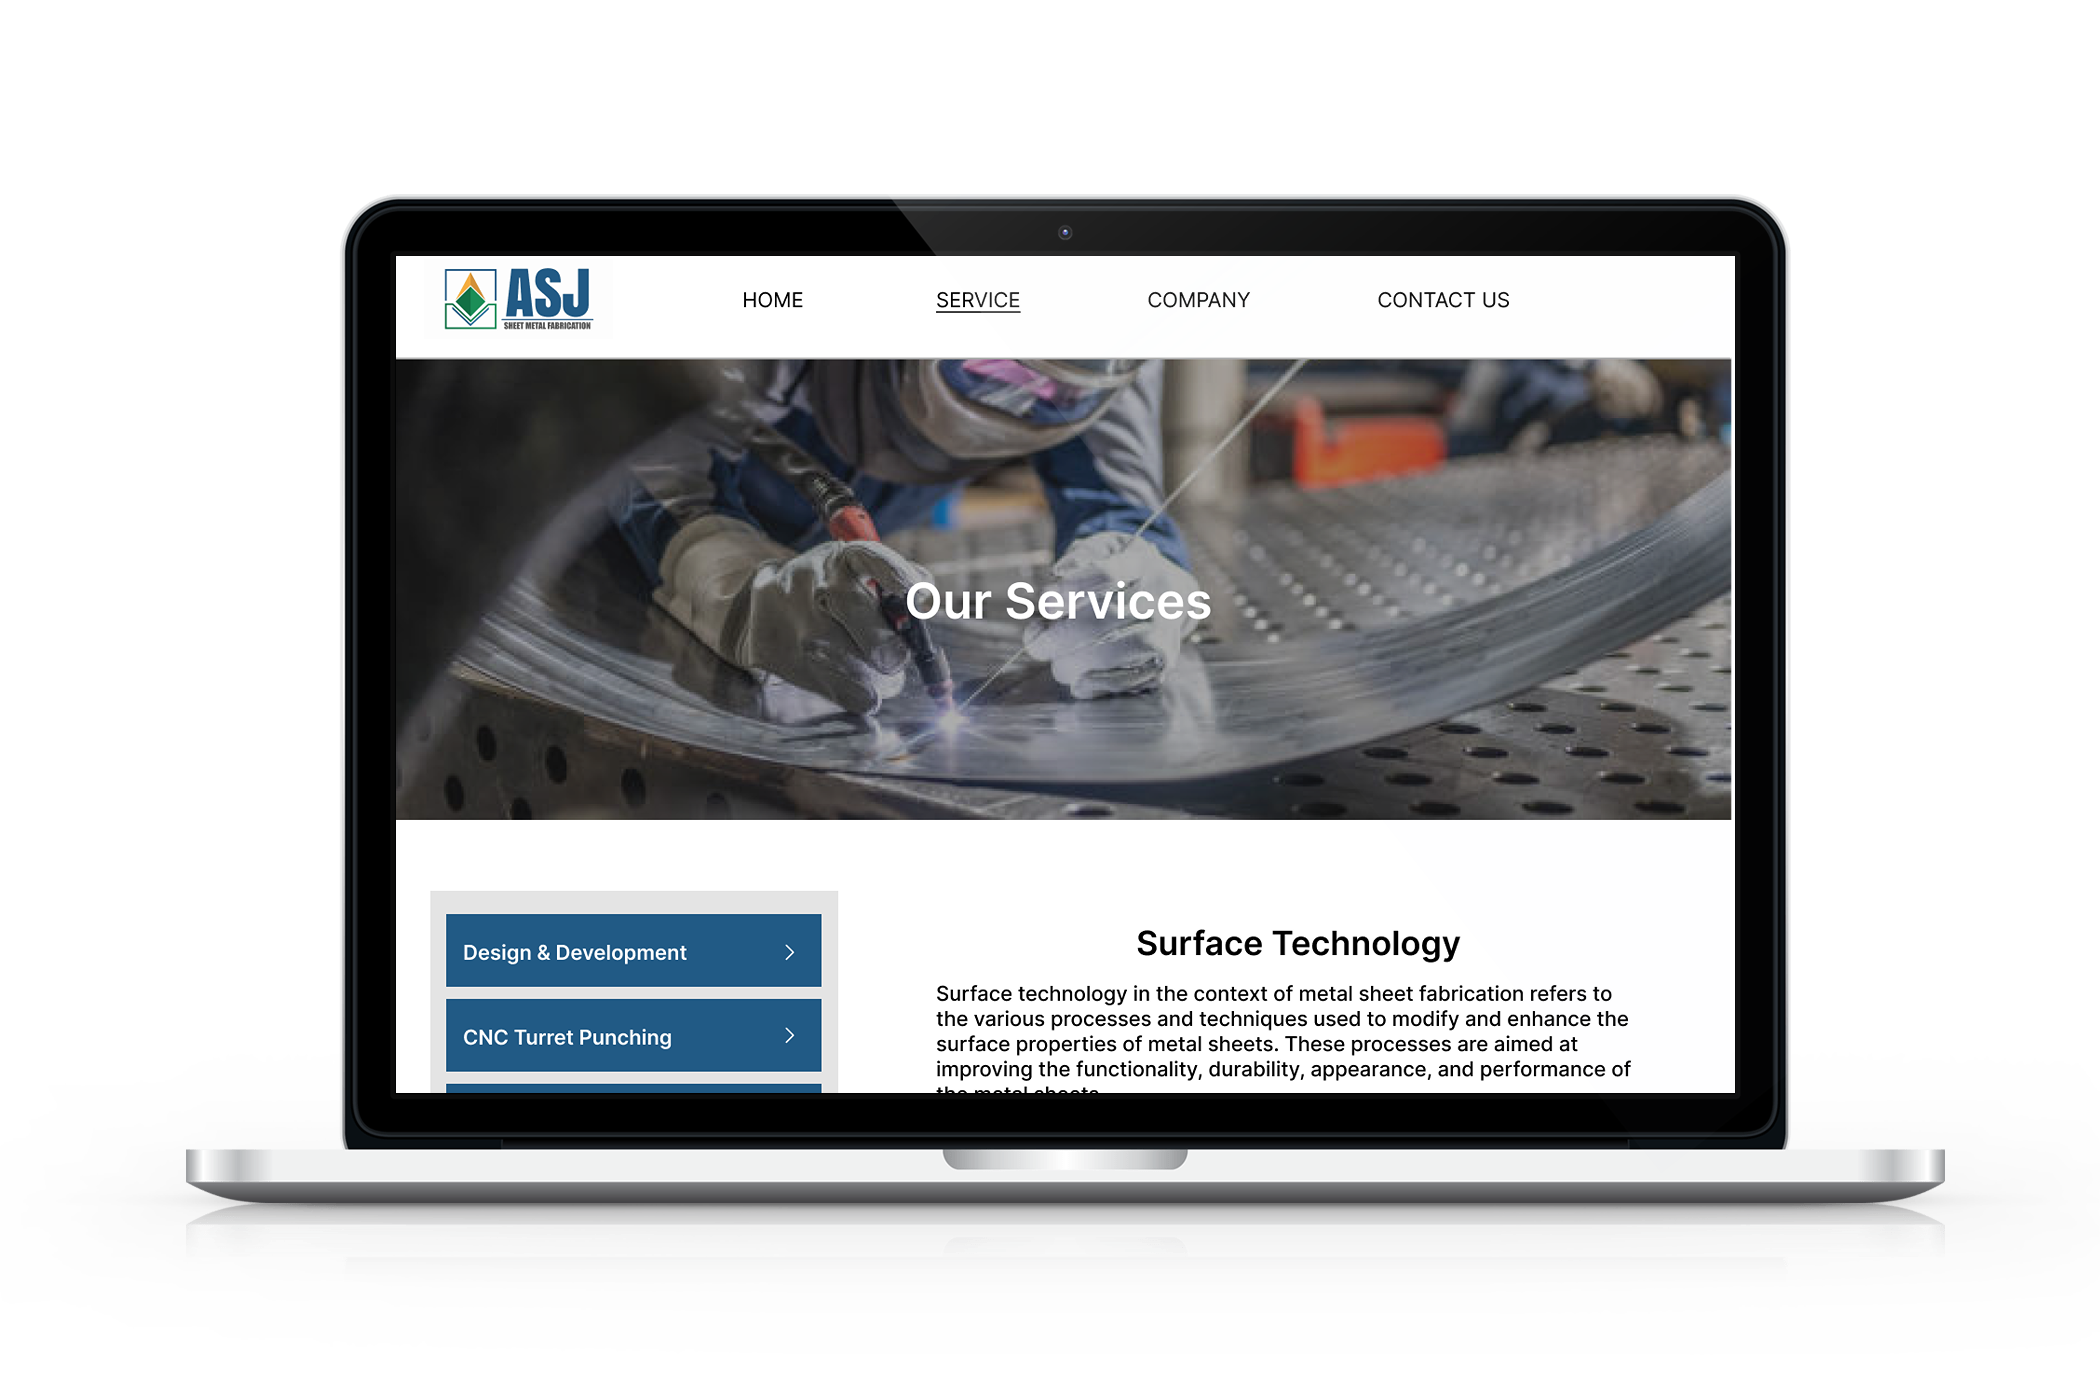 ASJ
SHEET METAL FABRICATION
HOME
SERVICE
COMPANY
CONTACT US
Our Services
Design & Development
CNC Turret Punching
Surface Technology
Surface technology in the context of metal sheet fabrication refers to
the various processes and techniques used to modify and enhance the
surface properties of metal sheets. These processes are aimed at
improving the functionality, durability, appearance, and performance of
the metal sheets.